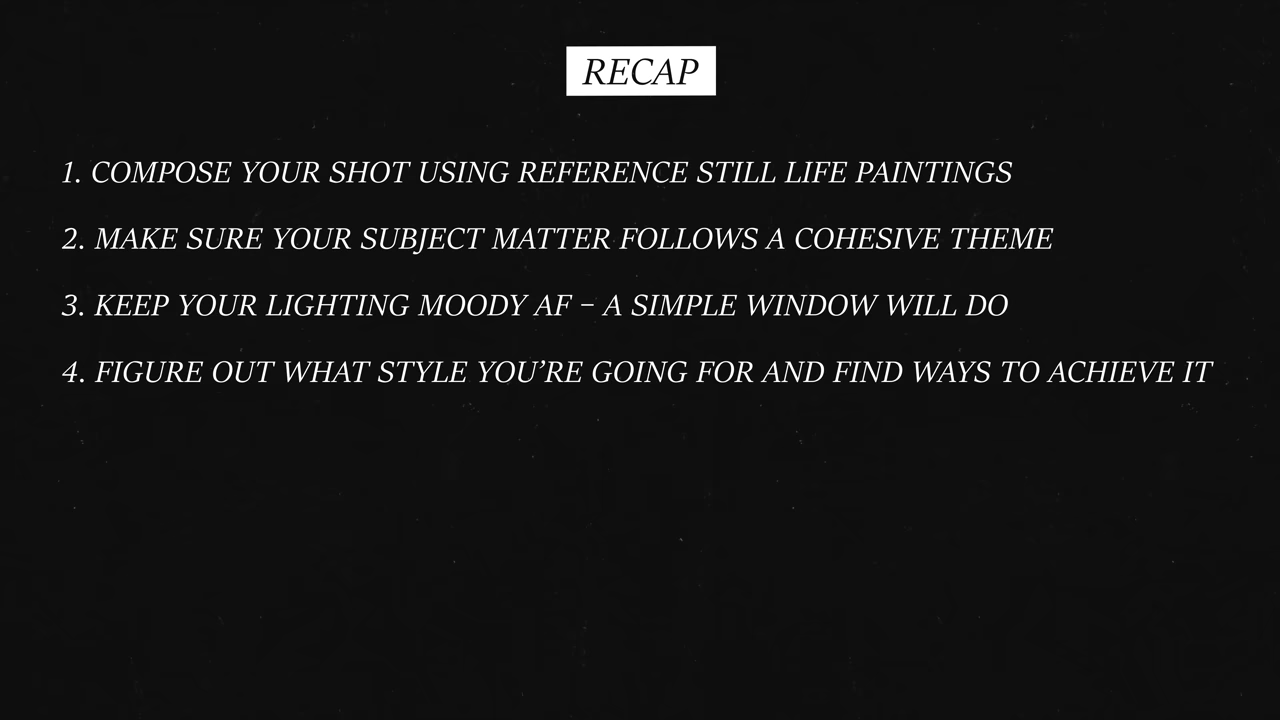 RECAP
1. COMPOSE YOUR SHOT USING REFERENCE STILL LIFE PAINTINGS
2. MAKE SURE YOUR SUBJECT MATTER FOLLOWS A COHESIVE THEME
3. KEEP YOUR LIGHTING MOODY AF – A SIMPLE WINDOW WILL DO
4. FIGURE OUT WHAT STYLE YOU’RE GOING FOR AND FIND WAYS TO ACHIEVE IT